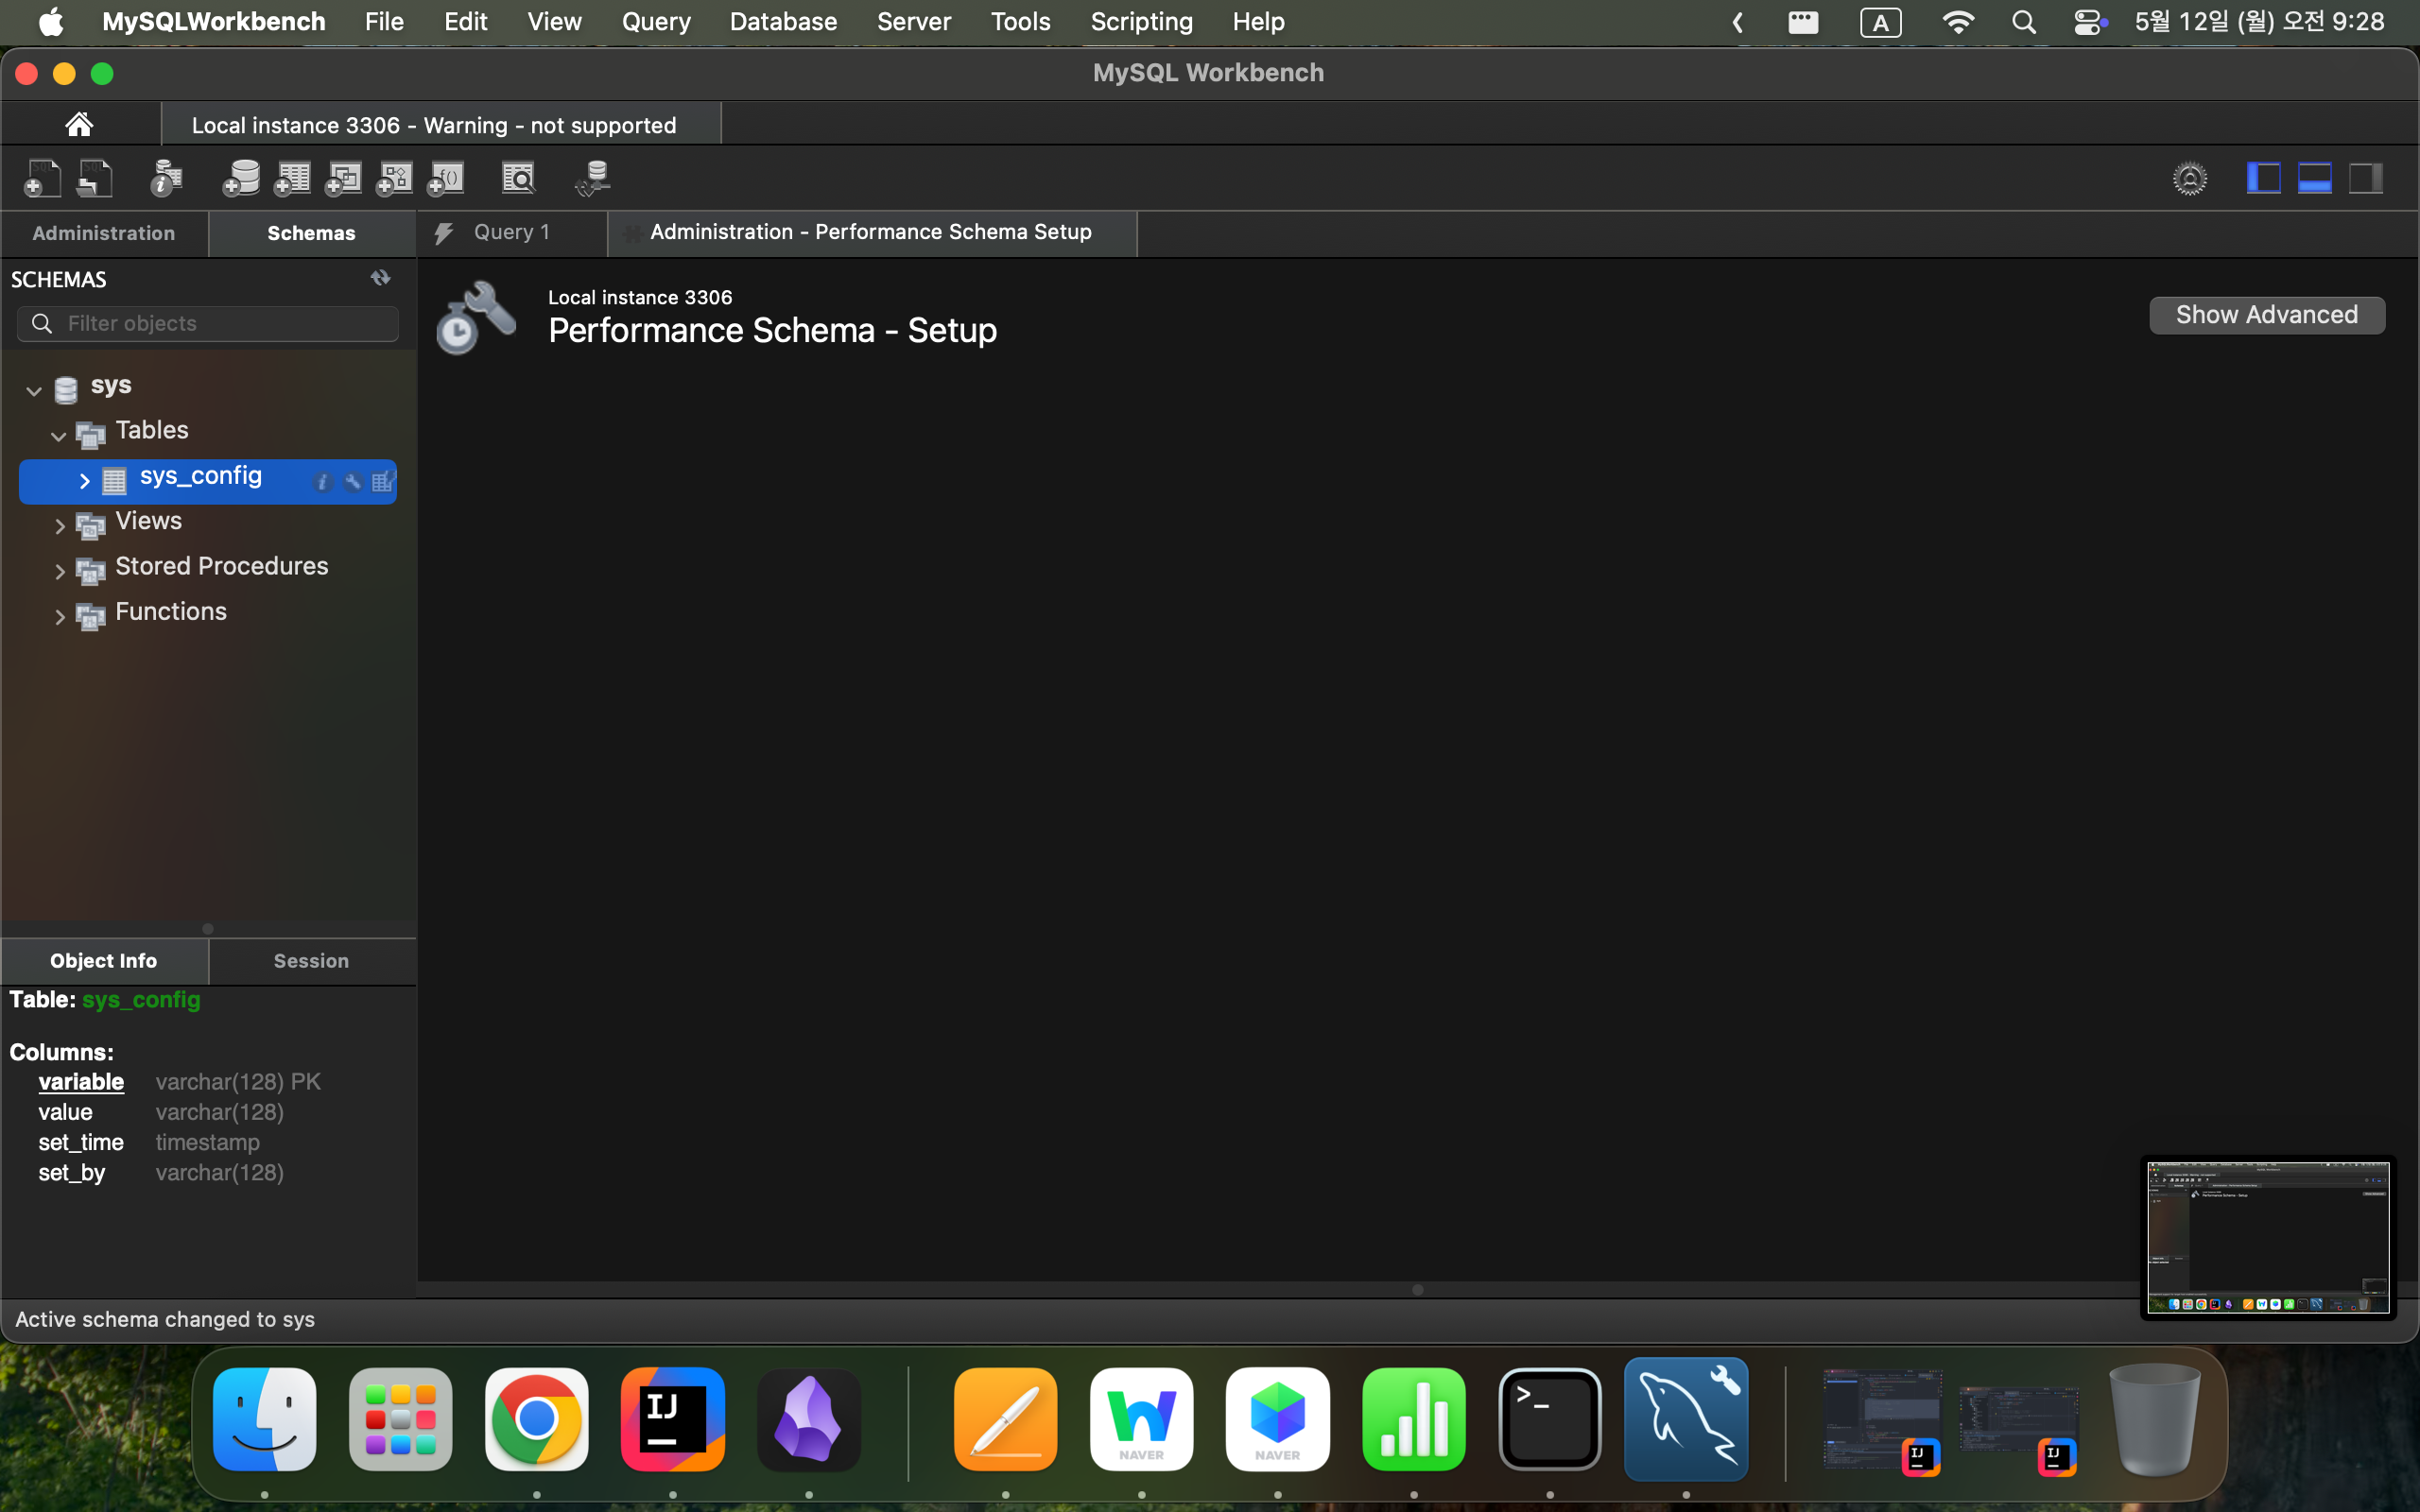 MySQLWorkbench File Edit View Query Database Server Tools Scripting Help A 5월 12일 (월) 오전 9:28
MySQL Workbench
Local instance 3306 - Warning - not supported
Administration Schemas Query 1 Administration - Performance Schema Setup
SCHEMAS
Filter objects
Local instance 3306
Performance Schema - Setup
Show Advanced
sys
Tables
sys_config
Views
Stored Procedures
Functions
Object Info Session
Table: sys_config
Columns:
variable varchar(128) PK
value varchar(128)
set_time timestamp
set_by varchar(128)
Active schema changed to sys
IJ
NAVER
NAVER
IJ
IJ